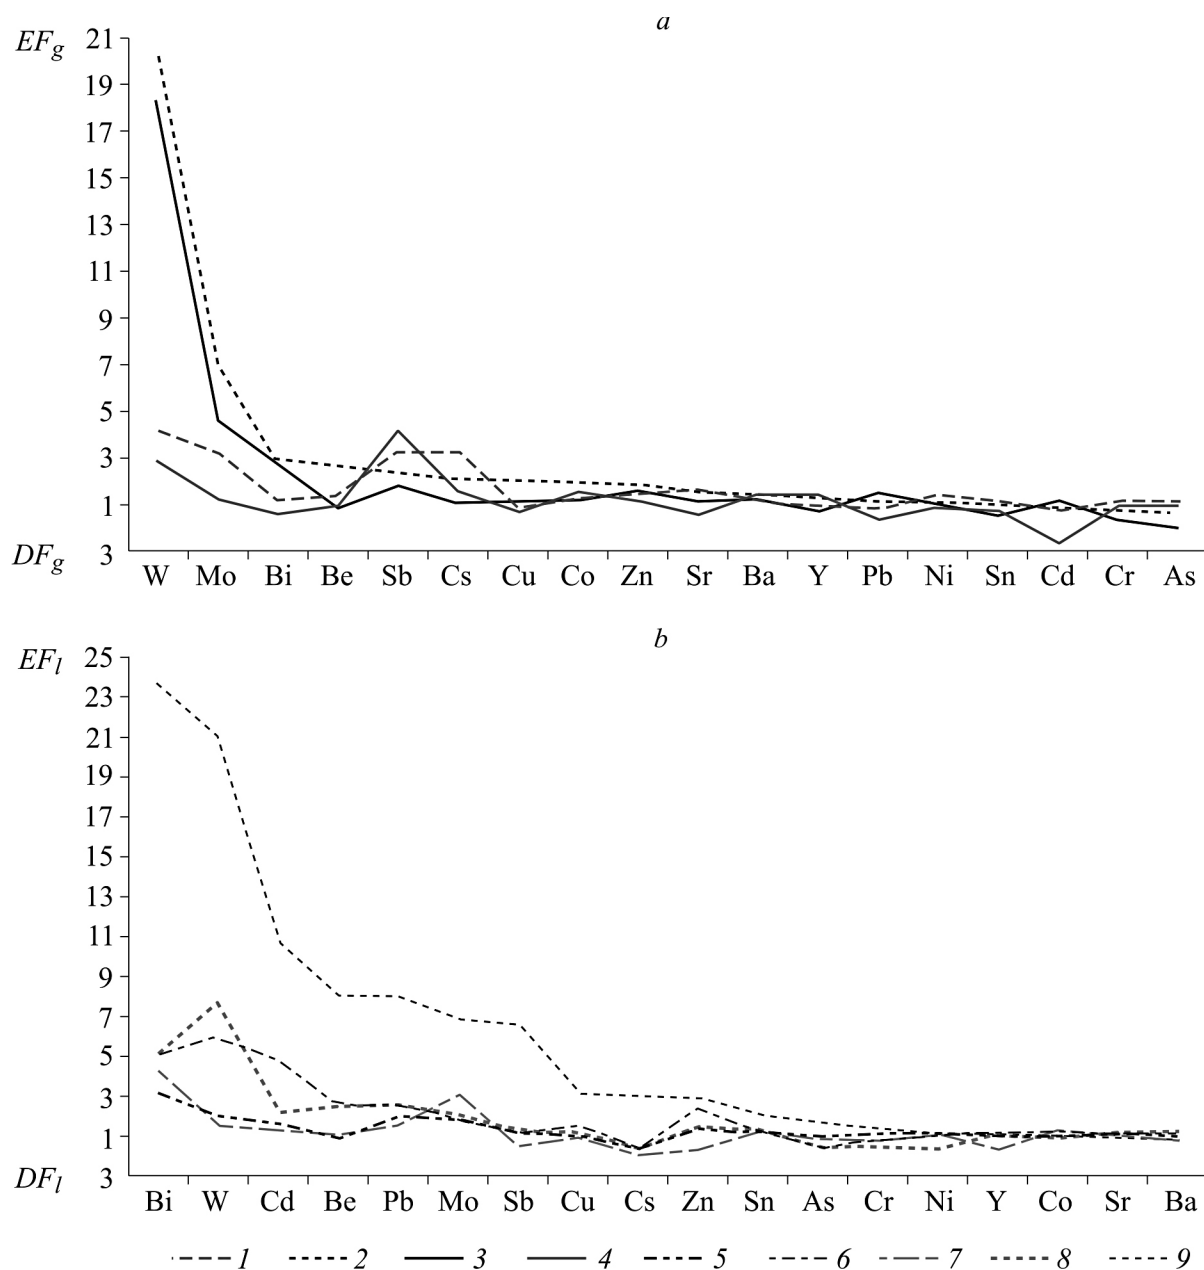 a
EFg 21
19
17
15
13
11
9
7
5
3
1
DFg 3
W Mo Bi Be Sb Cs Cu Co Zn Sr Ba Y Pb Ni Sn Cd Cr As
b
EFl 25
23
21
19
17
15
13
11
9
7
5
3
1
DFl 3
Bi W Cd Be Pb Mo Sb Cu Cs Zn Sn As Cr Ni Y Co Sr Ba
1 2 3 4 5 6 7 8 9